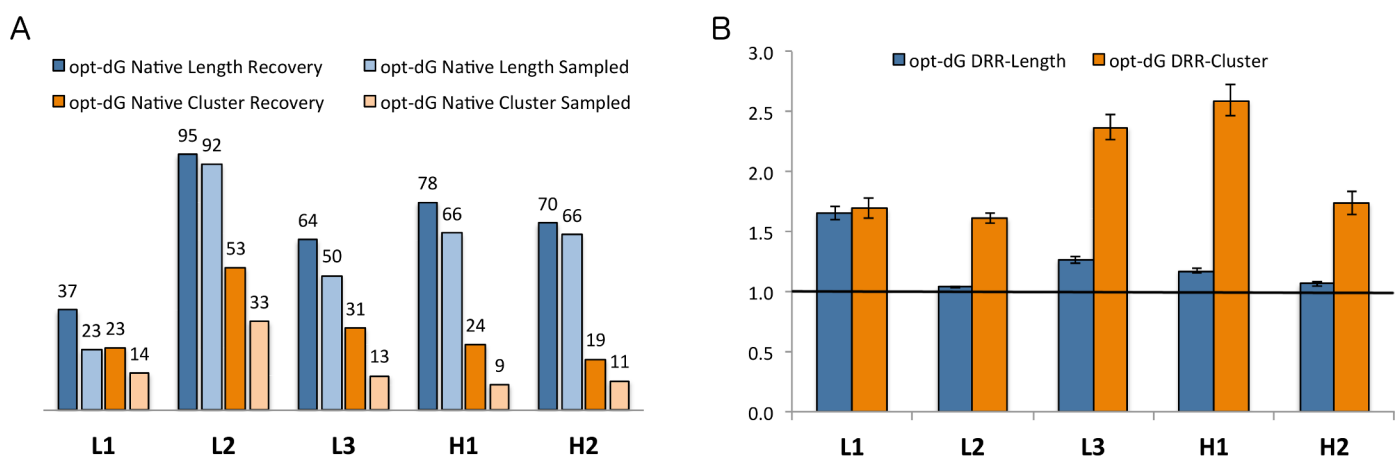 A
opt-dG Native Length Recovery
opt-dG Native Length Sampled
opt-dG Native Cluster Recovery
opt-dG Native Cluster Sampled
37
23
23
14
95
92
53
33
64
50
31
13
78
66
24
9
70
66
19
11
L1
L2
L3
H1
H2
B
opt-dG DRR-Length
opt-dG DRR-Cluster
3.0
2.5
2.0
1.5
1.0
0.5
0.0
L1
L2
L3
H1
H2